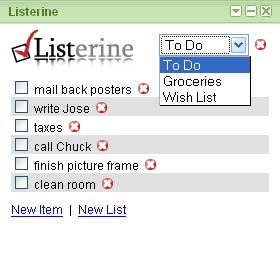 Listerine
Listerine
To Do
To Do
Groceries
Wish List
mail back posters
write Jose
taxes
call Chuck
finish picture frame
clean room
New Item | New List